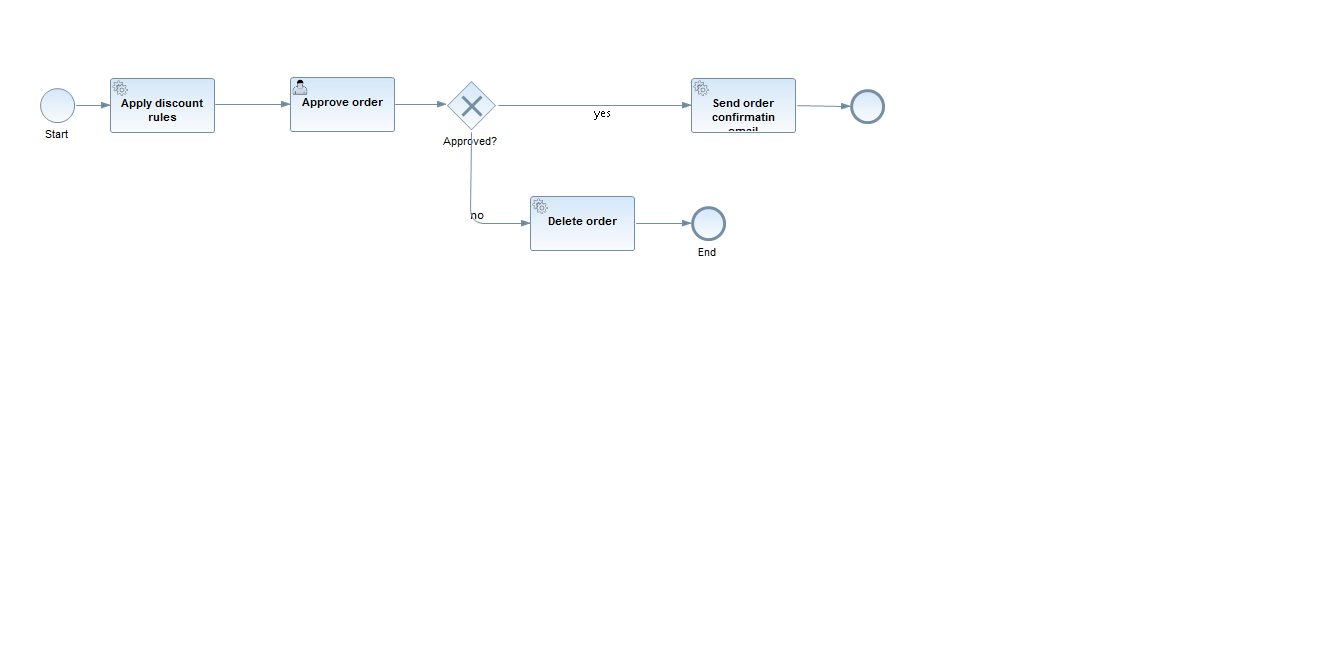 Apply discount
rules
Approve order
Send order
confirmatin
email
Start
Approved?
yes
no
Delete order
End